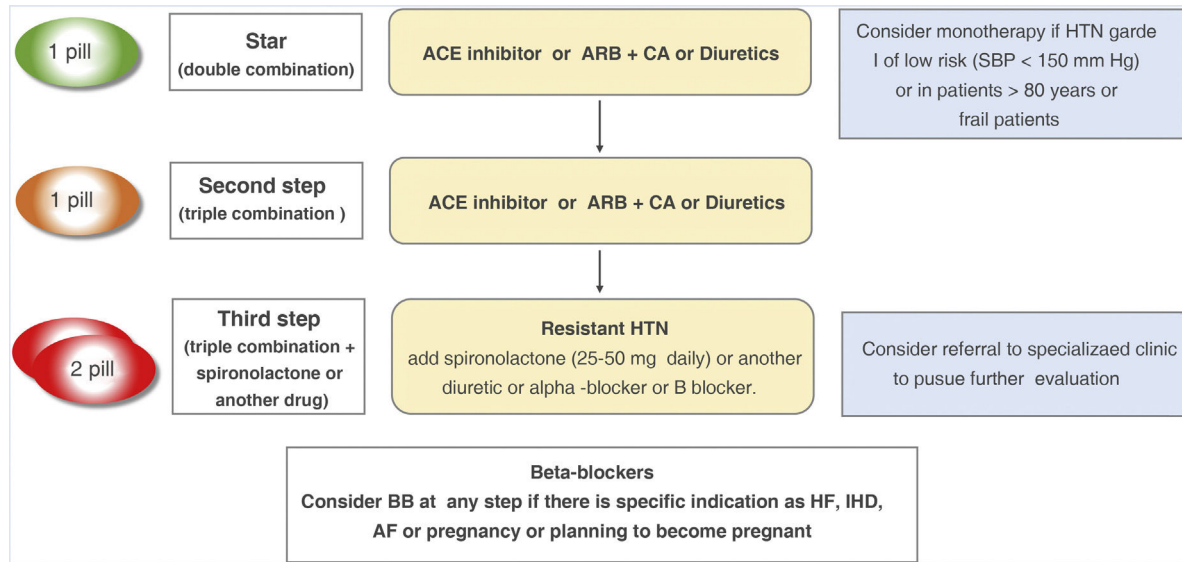 1 pill
Star
(double combination)
ACE inhibitor or ARB + CA or Diuretics
Consider monotherapy if HTN garde
I of low risk (SBP < 150 mm Hg)
or in patients > 80 years or
frail patients
1 pill
Second step
(triple combination )
ACE inhibitor or ARB + CA or Diuretics
2 pill
Third step
(triple combination +
spironolactone or
another drug)
Resistant HTN
add spironolactone (25-50 mg daily) or another
diuretic or alpha -blocker or B blocker.
Consider referral to specializaed clinic
to pusue further evaluation
Beta-blockers
Consider BB at any step if there is specific indication as HF, IHD,
AF or pregnancy or planning to become pregnant